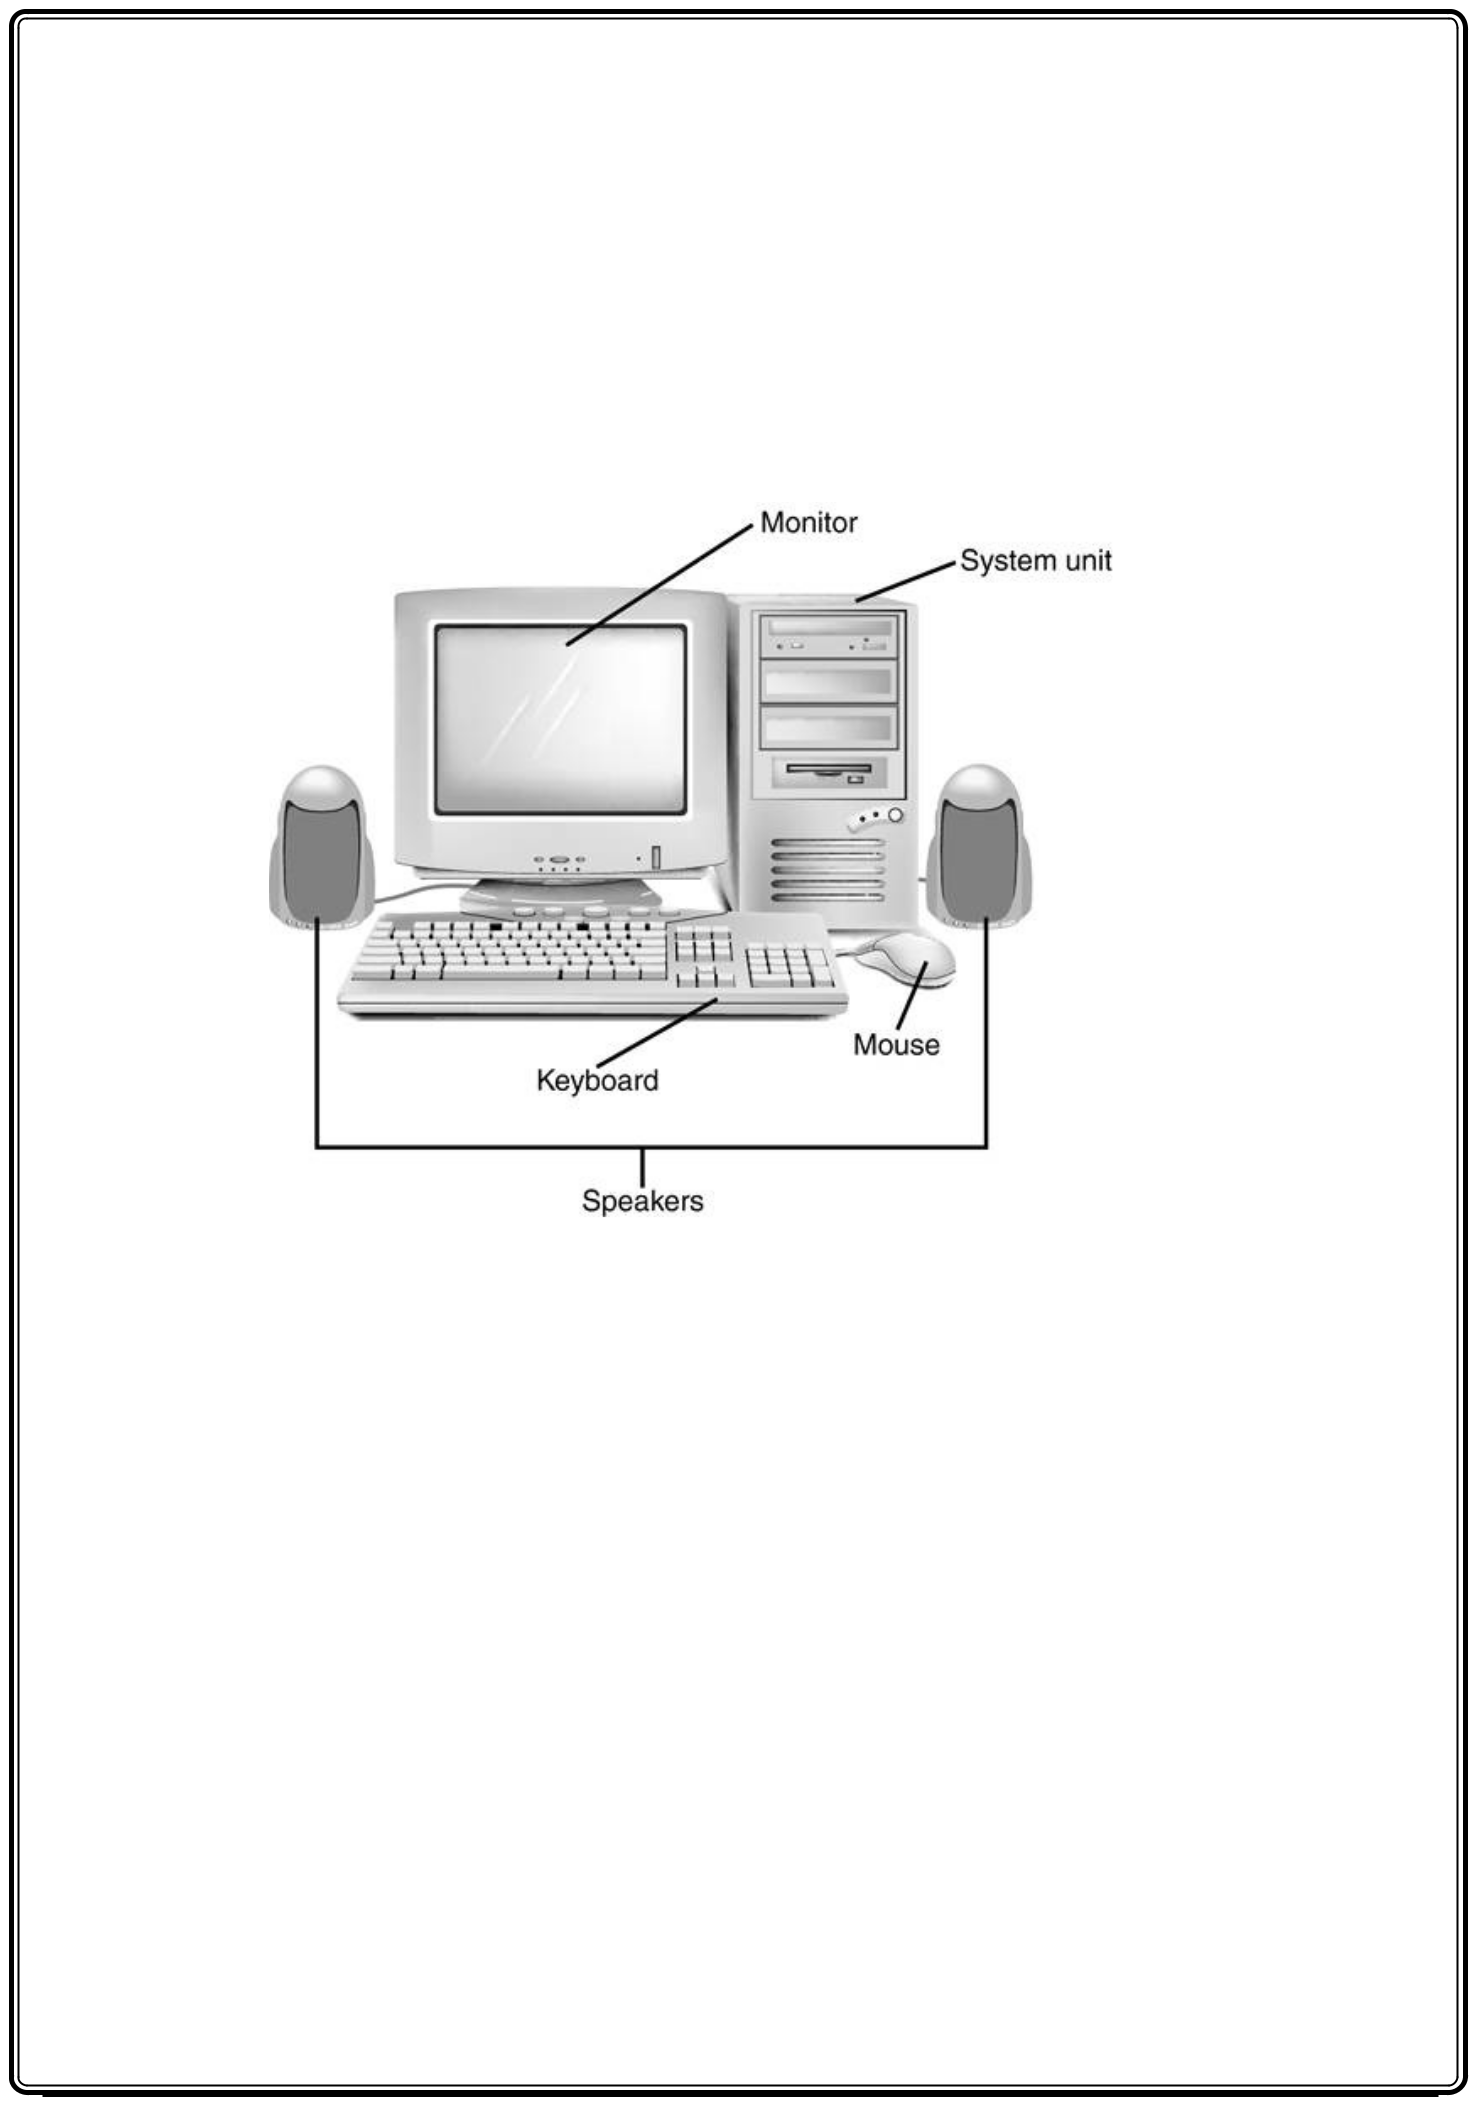 Monitor
System unit
Mouse
Keyboard
Speakers